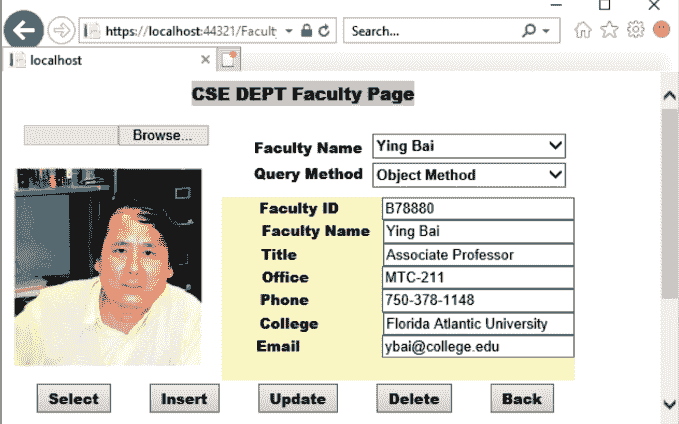 https://localhost:44321/Facult
Search...
localhost
CSE DEPT Faculty Page
Browse...
Faculty Name Ying Bai
Query Method Object Method
Faculty ID B78880
Faculty Name Ying Bai
Title Associate Professor
Office MTC-211
Phone 750-378-1148
College Florida Atlantic University
Email ybai@college.edu
Select Insert Update Delete Back